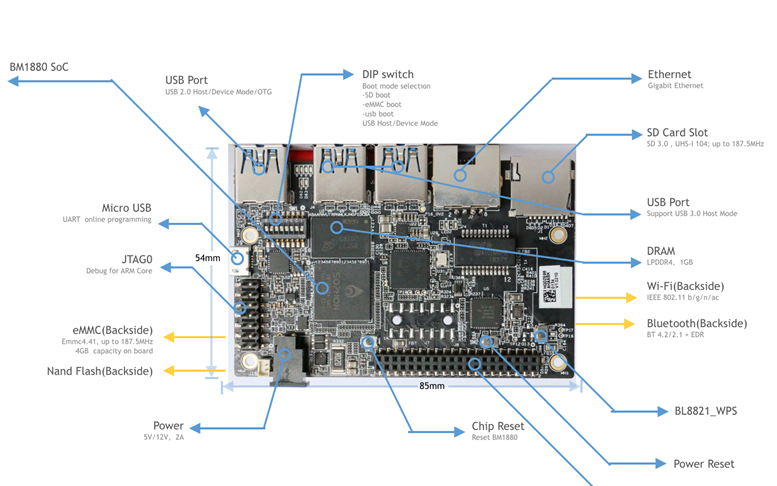 BM1880 SoC
USB Port
USB 2.0 Host/Device Mode/OTG
DIP switch
Boot mode selection
-SD boot
-eMMC boot
-usb boot
USB Host/Device Mode
Ethernet
Gigabit Ethernet
SD Card Slot
SD 3.0 , UHS-I 104; up to 187.5MHz
Micro USB
UART online programming
USB Port
Support USB 3.0 Host Mode
JTAG0
Debug for ARM Core
54mm
DRAM
LPDDR4, 1GB
Wi-Fi(Backside)
IEEE 802.11 b/g/n/ac
eMMC(Backside)
Emmc4.41, up to 187.5MHz
4GB capacity on board
Bluetooth(Backside)
BT 4.2/2.1 + EDR
Nand Flash(Backside)
85mm
BL8821_WPS
Power
5V/12V, 2A
Chip Reset
Reset BM1880
Power Reset